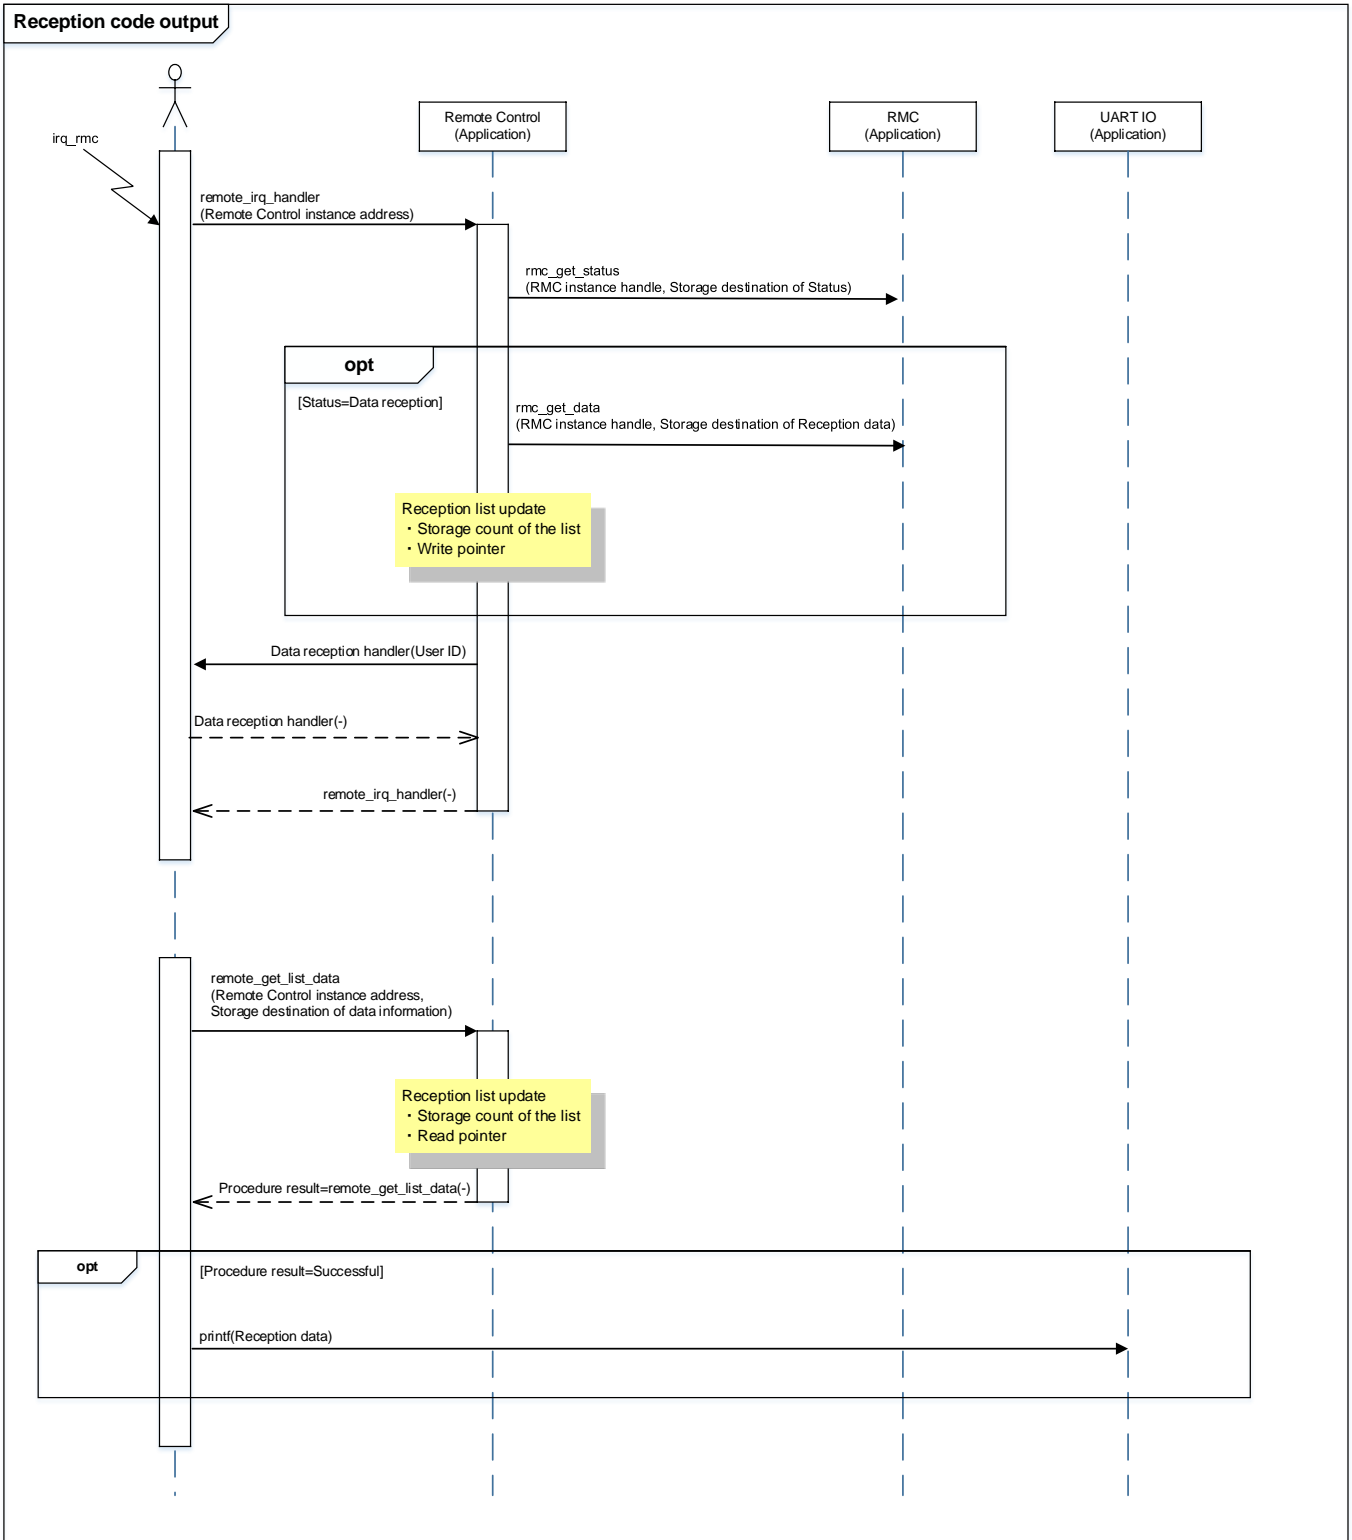 Reception code output
Remote Control
(Application)
RMC
(Application)
UART IO
(Application)
irq_rmc
remote_irq_handler
(Remote Control instance address)
rmc_get_status
(RMC instance handle, Storage destination of Status)
opt
[Status=Data reception]
rmc_get_data
(RMC instance handle, Storage destination of Reception data)
Reception list update
・Storage count of the list
・Write pointer
Data reception handler(User ID)
Data reception handler(-)
remote_irq_handler(-)
remote_get_list_data
(Remote Control instance address,
Storage destination of data information)
Reception list update
・Storage count of the list
・Read pointer
Procedure result=remote_get_list_data(-)
opt
[Procedure result=Successful]
printf(Reception data)